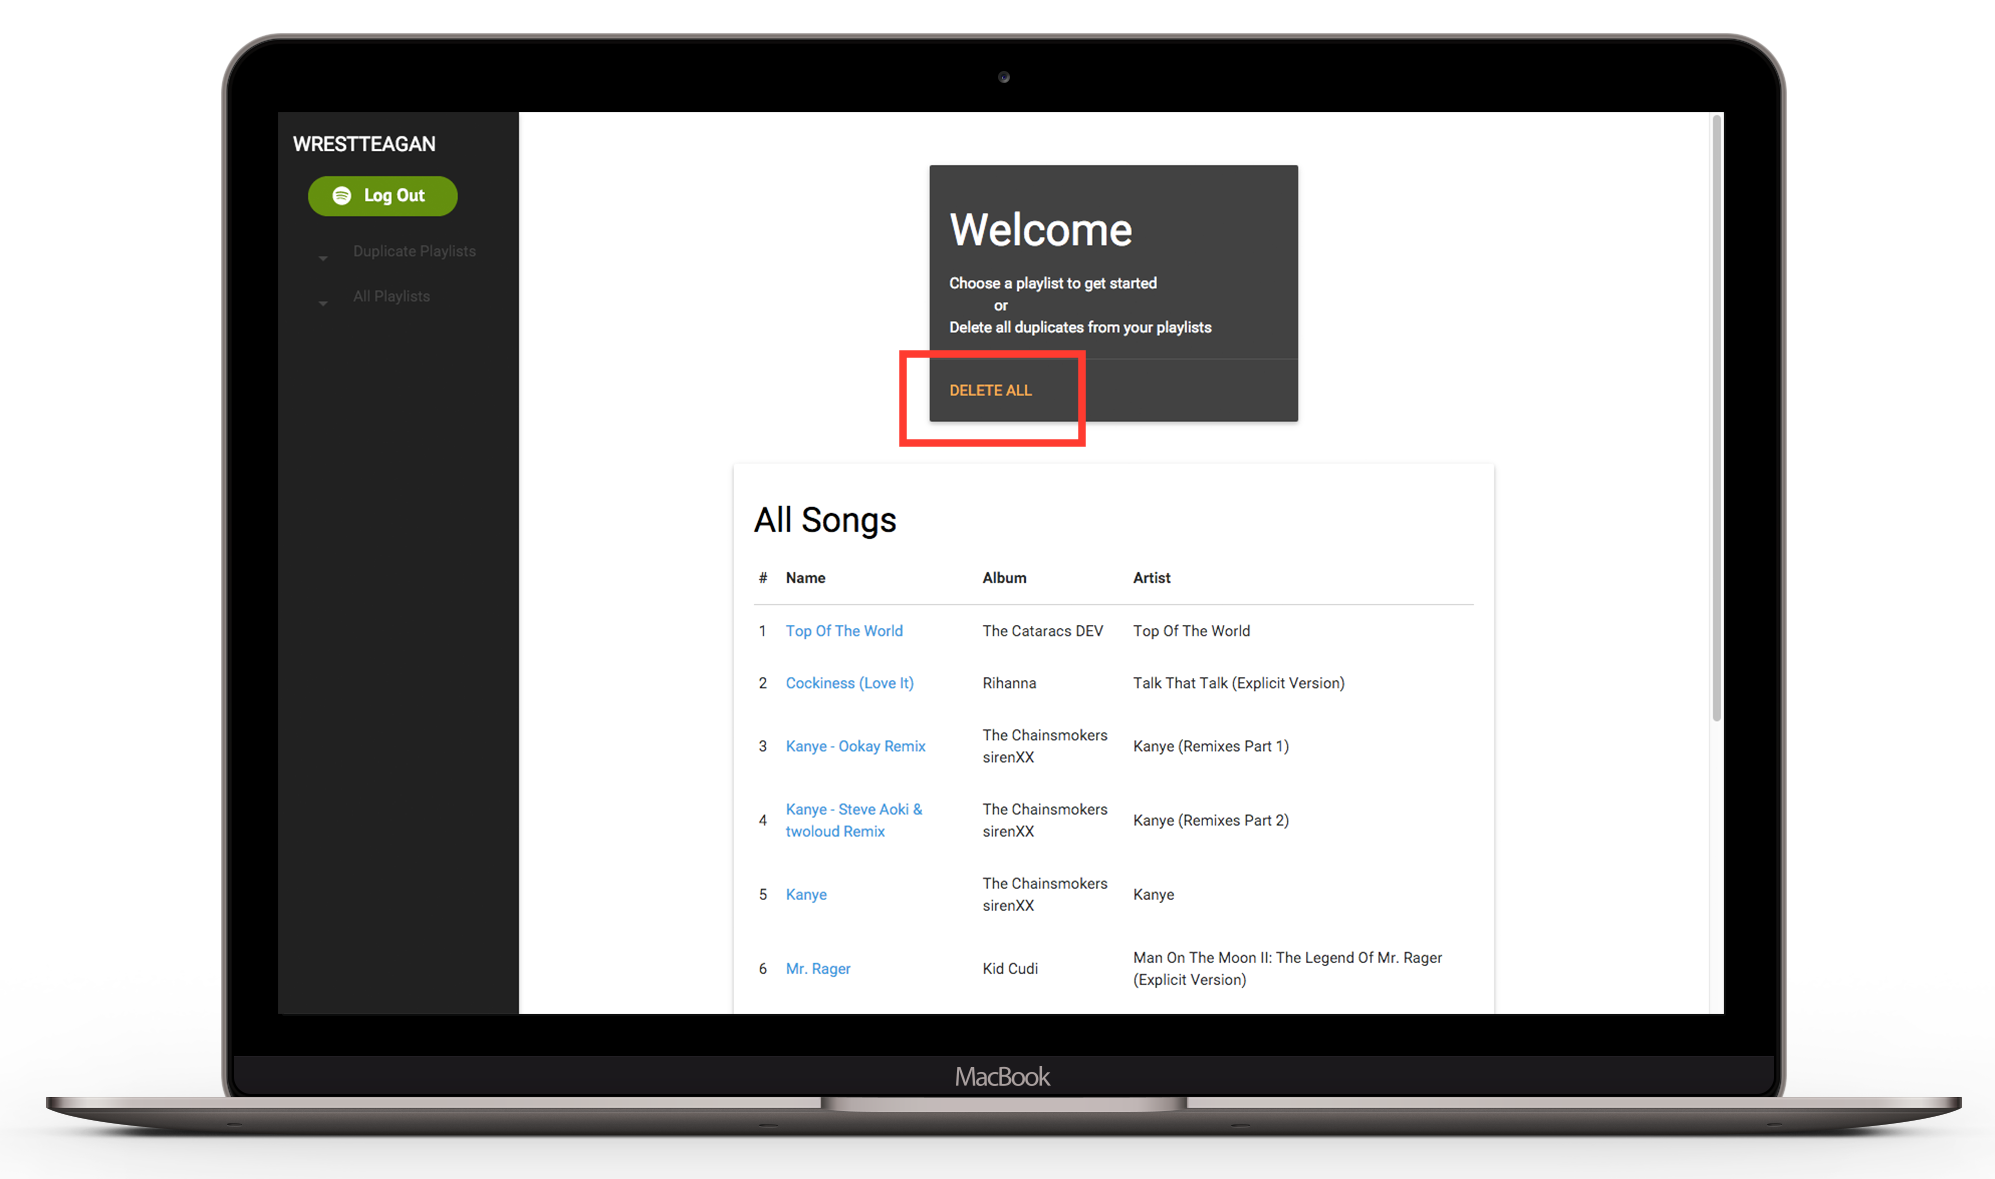 WRESTTEAGAN
Log Out
Duplicate Playlists
All Playlists
Welcome
Choose a playlist to get started
or
Delete all duplicates from your playlists
DELETE ALL
All Songs
# Name Album Artist
1 Top Of The World The Cataracs DEV Top Of The World
2 Cockiness (Love It) Rihanna Talk That Talk (Explicit Version)
3 Kanye - Ookay Remix The Chainsmokers
sirenXX Kanye (Remixes Part 1)
4 Kanye - Steve Aoki &
twoloud Remix The Chainsmokers
sirenXX Kanye (Remixes Part 2)
5 Kanye The Chainsmokers
sirenXX Kanye
6 Mr. Rager Kid Cudi Man On The Moon II: The Legend Of Mr. Rager
(Explicit Version)
MacBook